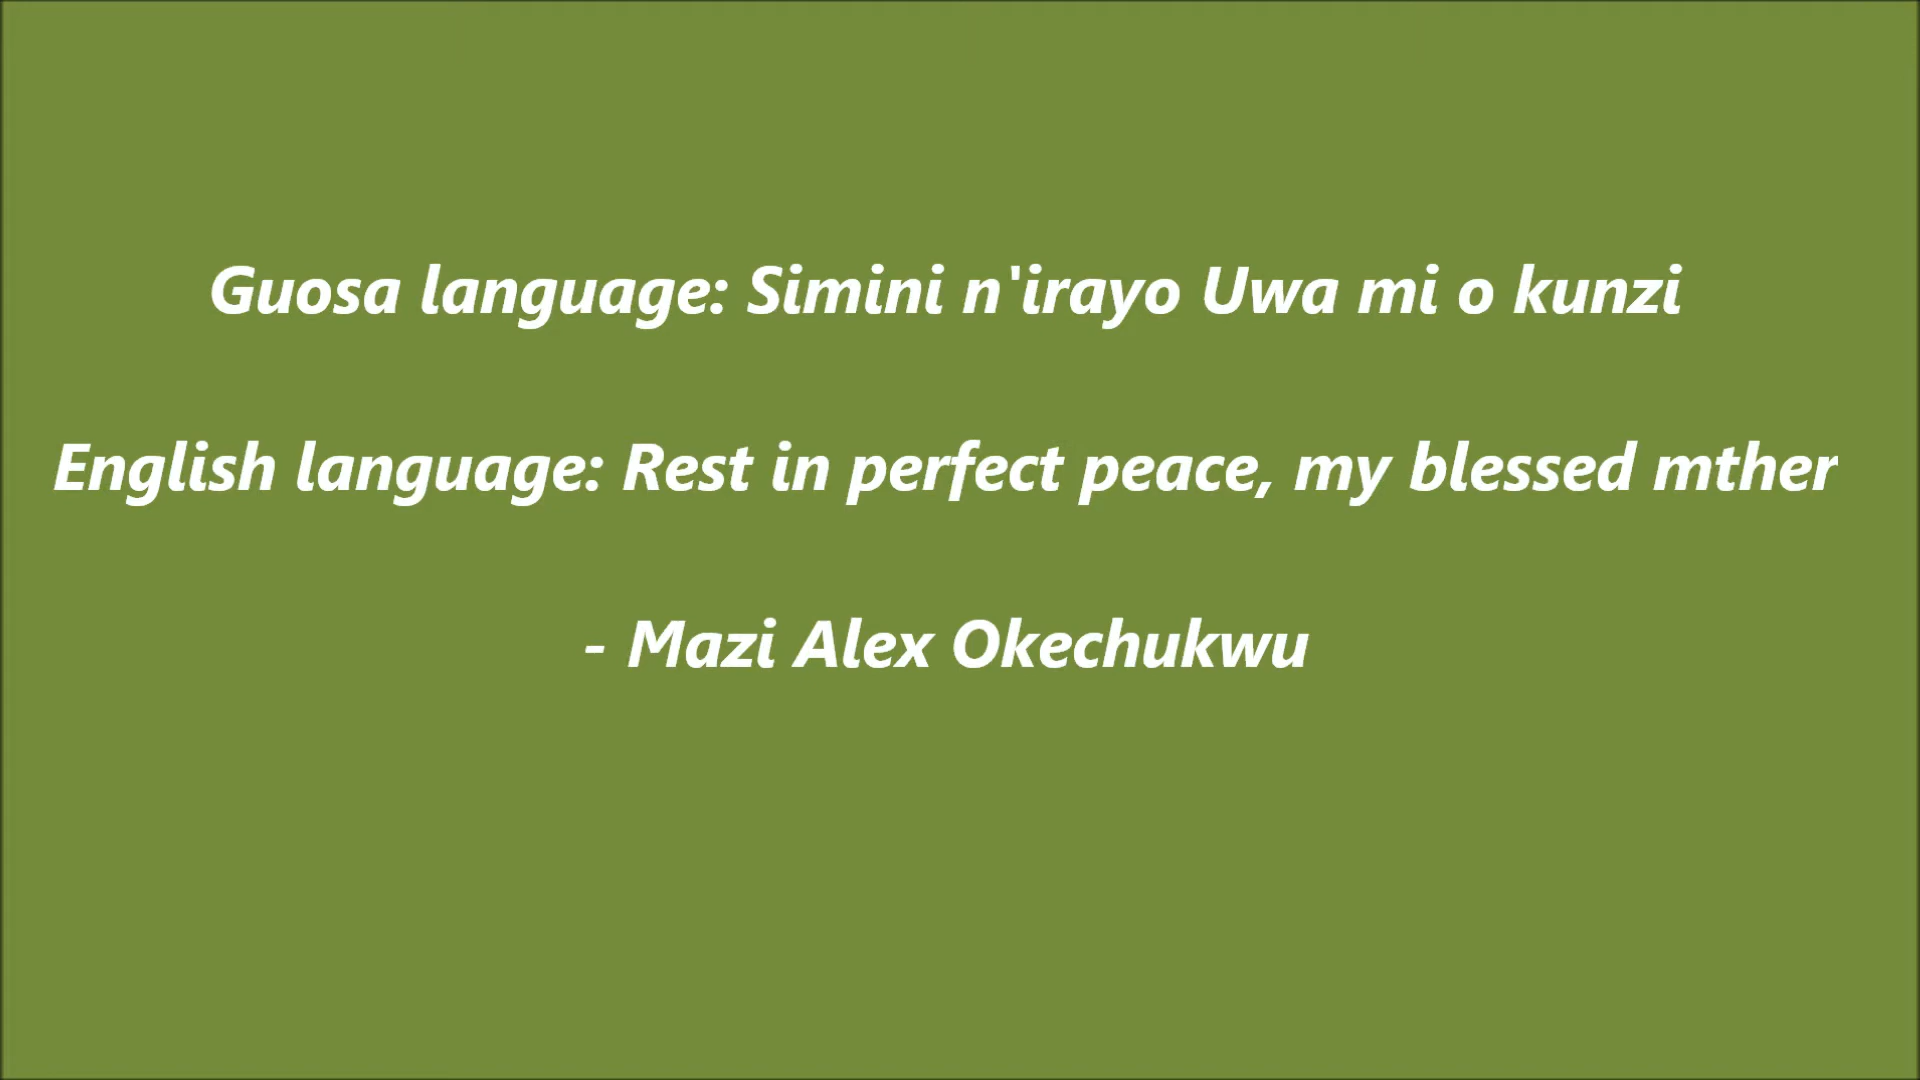 Guosa language: Simini n'irayo Uwa mi o kunzi
English language: Rest in perfect peace, my blessed mther
- Mazi Alex Okechukwu